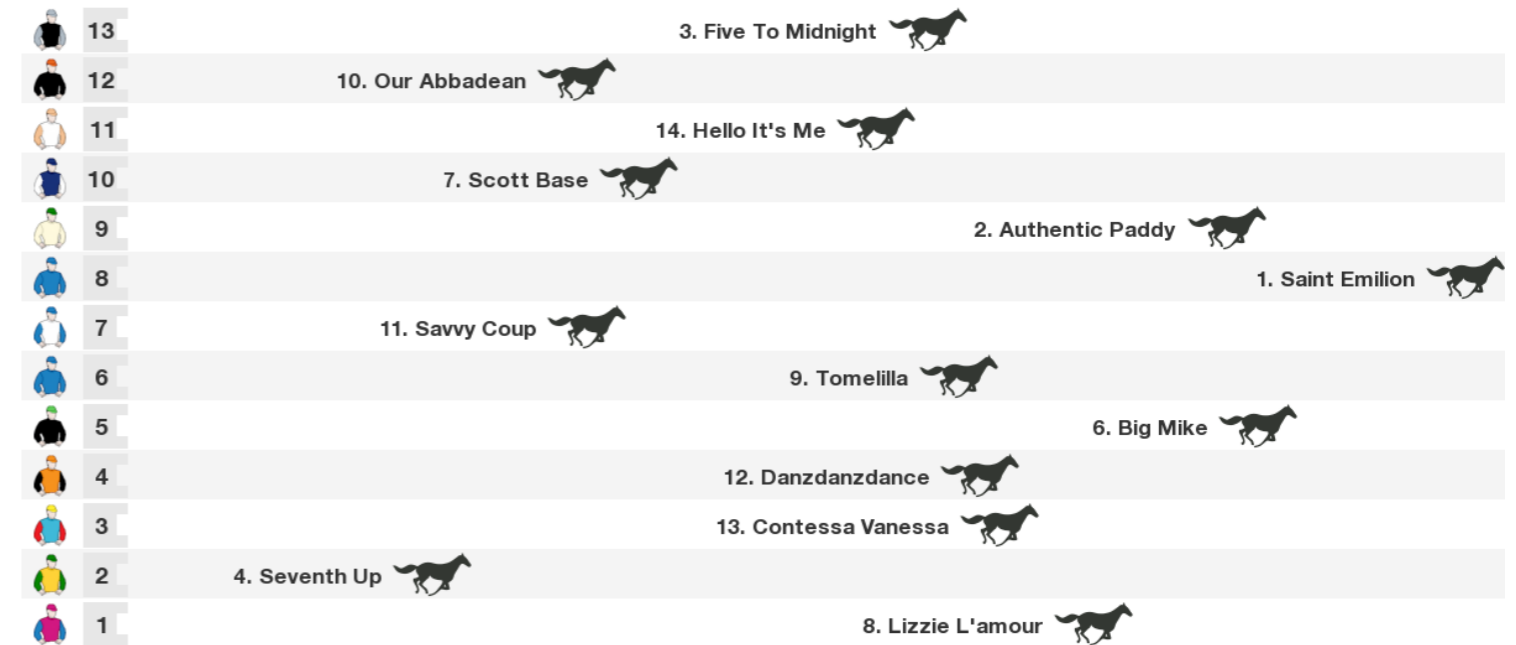 13 3. Five To Midnight
12 10. Our Abbadean
11 14. Hello It's Me
10 7. Scott Base
9 2. Authentic Paddy
8 1. Saint Emilion
7 11. Savvy Coup
6 9. Tomelilla
5 6. Big Mike
4 12. Danzdanzdance
3 13. Contessa Vanessa
2 4. Seventh Up
1 8. Lizzie L'amour